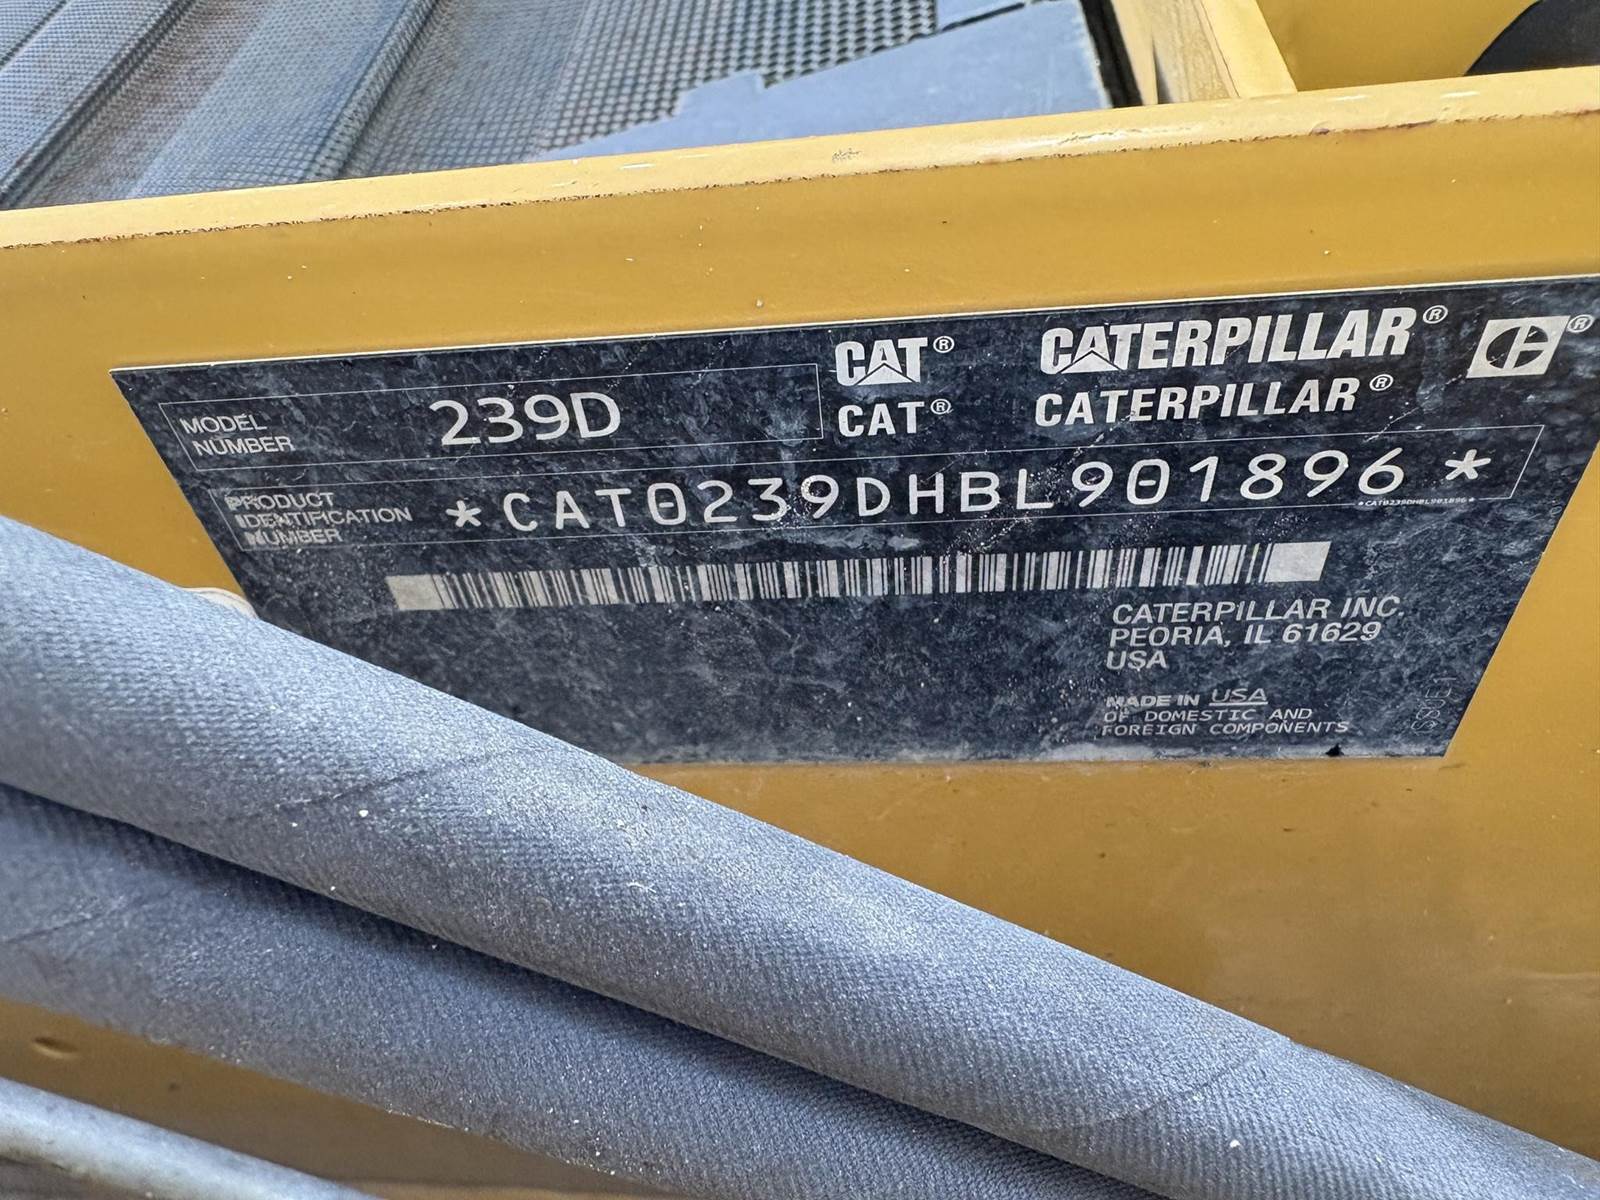 MODEL NUMBER 239D
CAT® CATERPILLAR®
CAT® CATERPILLAR®
PRODUCT IDENTIFICATION NUMBER
*CAT0239DHBL901896*
*CAT0239DHBL901896*
CATERPILLAR INC.
PEORIA, IL 61629
USA
MADE IN USA
OF DOMESTIC AND
FOREIGN COMPONENTS